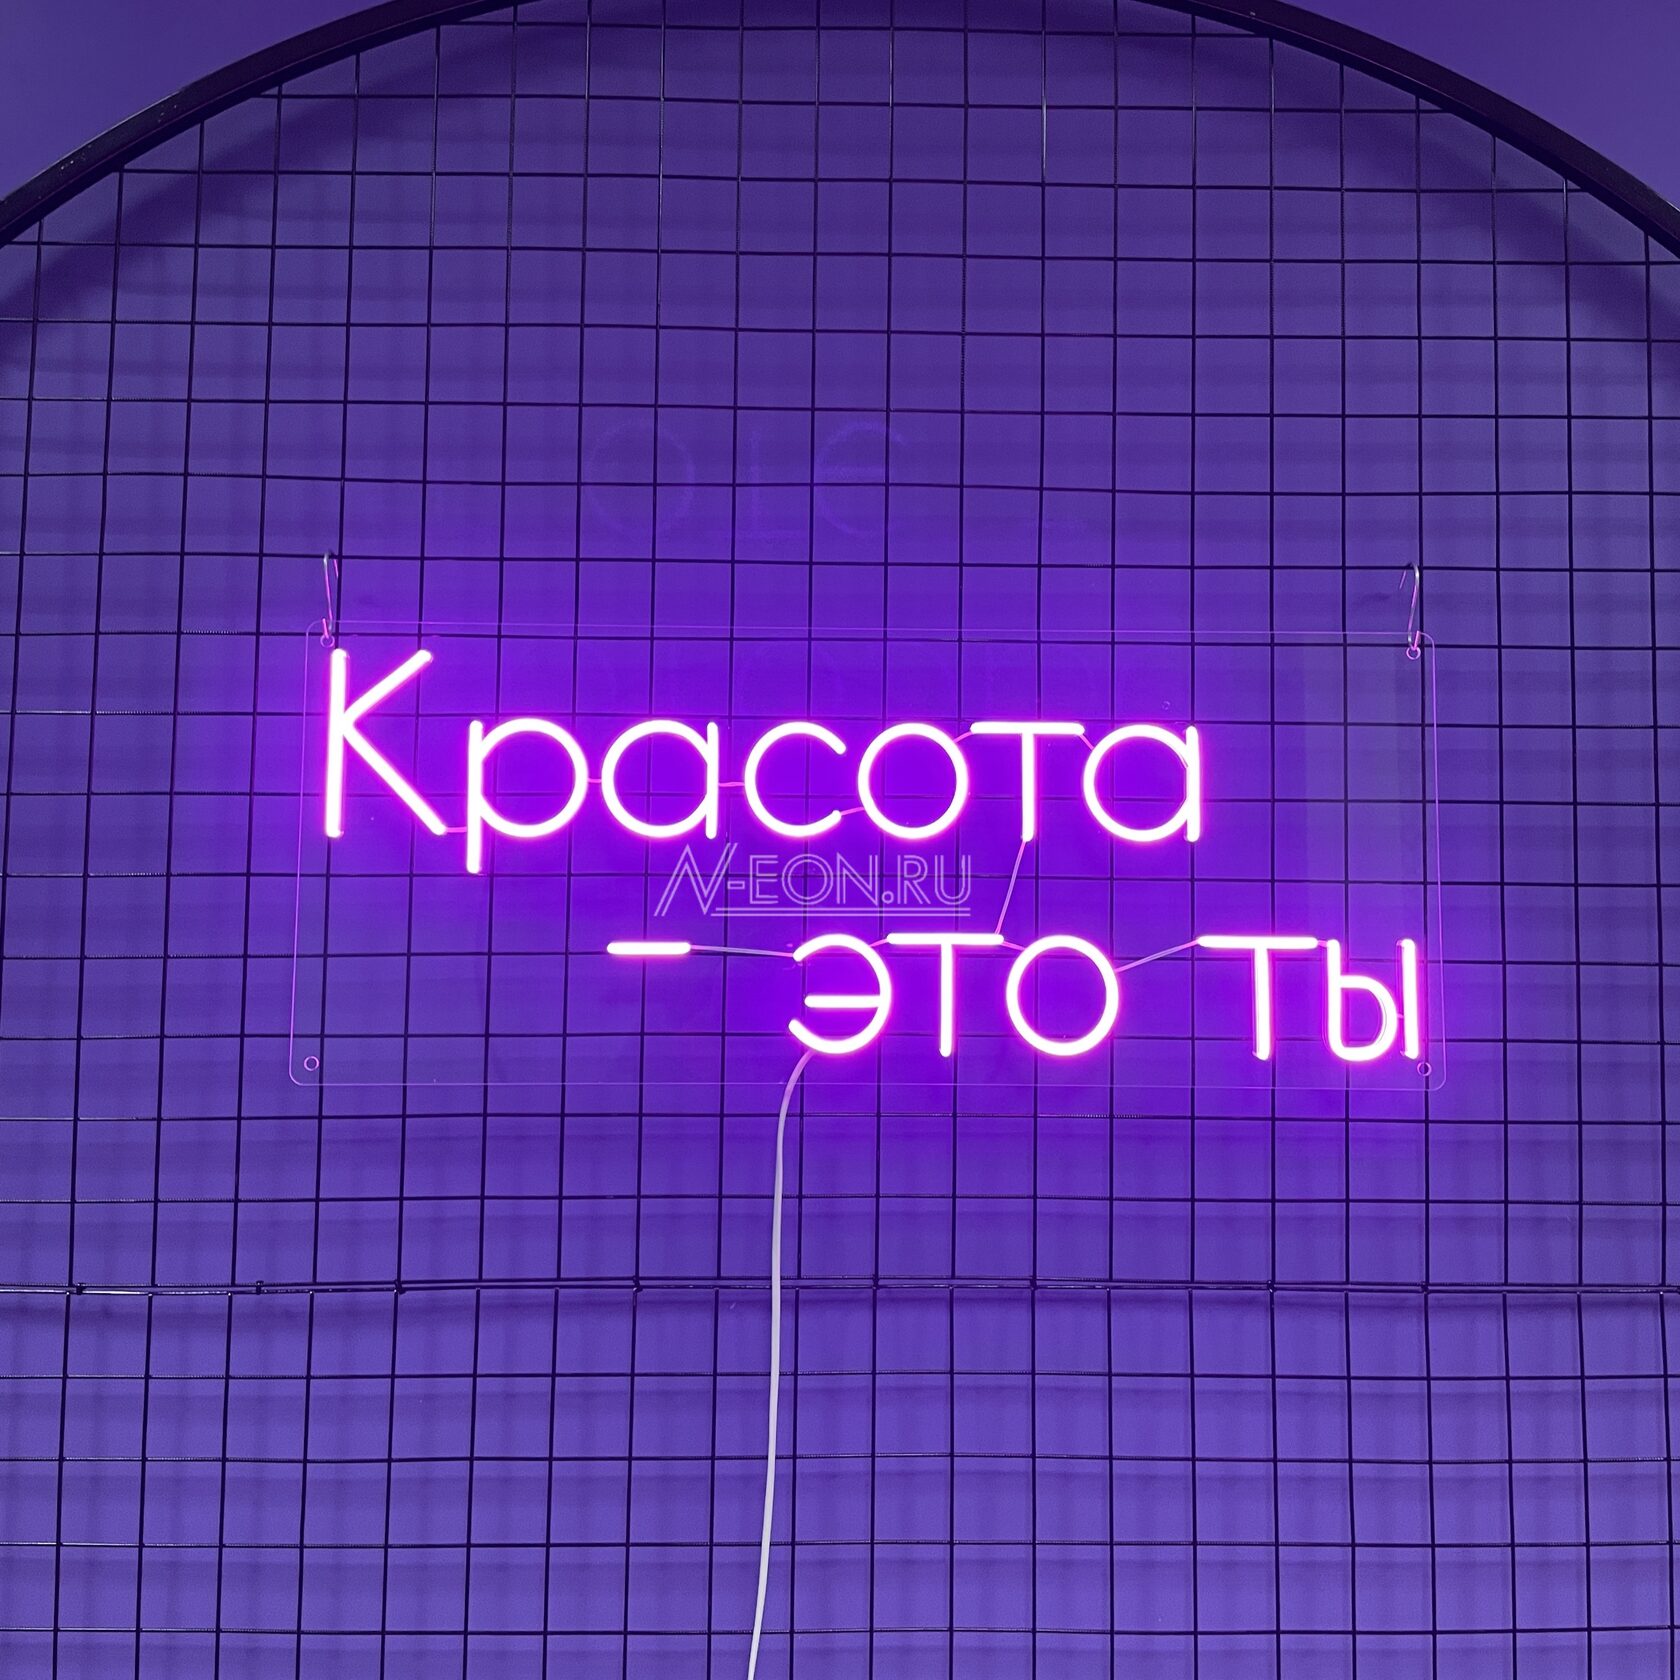 Красота
N-EON.RU
- это ты